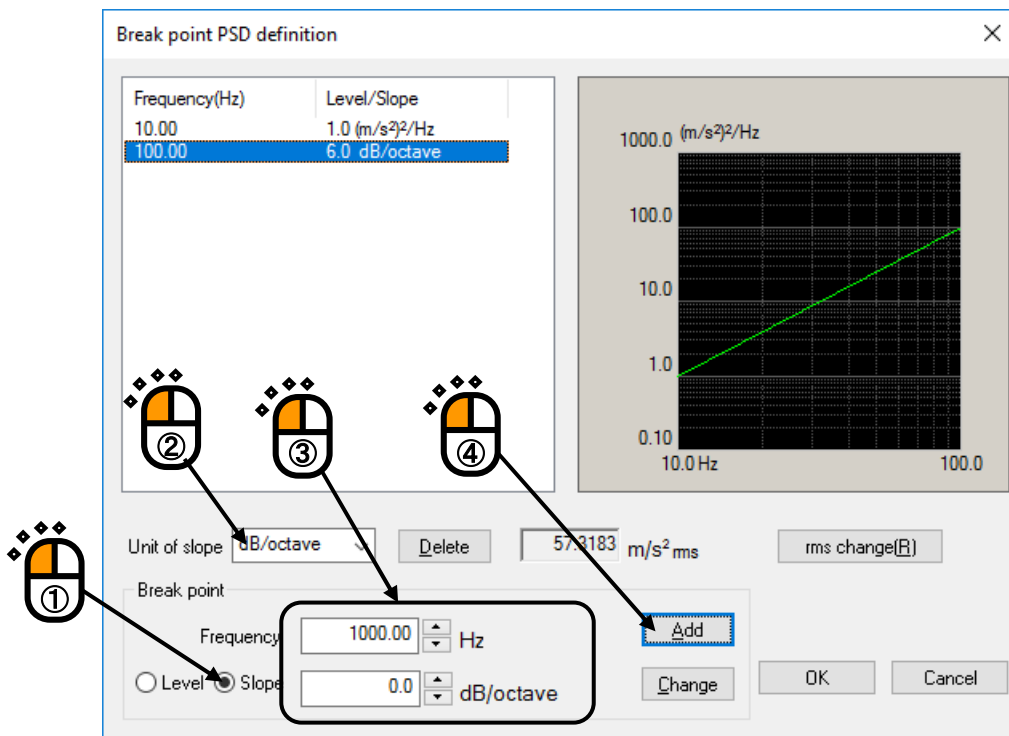 Break point PSD definition
Frequency(Hz) Level/Slope
10.00 1.0 (m/s²)²/Hz
100.00 6.0 dB/octave
1000.0 (m/s²)²/Hz
100.0
10.0
1.0
0.10
10.0 Hz 100.0
② ③ ④
Unit of slope dB/octave Delete 57.3183 m/s² rms rms change(R)
①
Break point
Frequency 1000.00 Hz Add
Level Slope 0.0 dB/octave Change OK Cancel